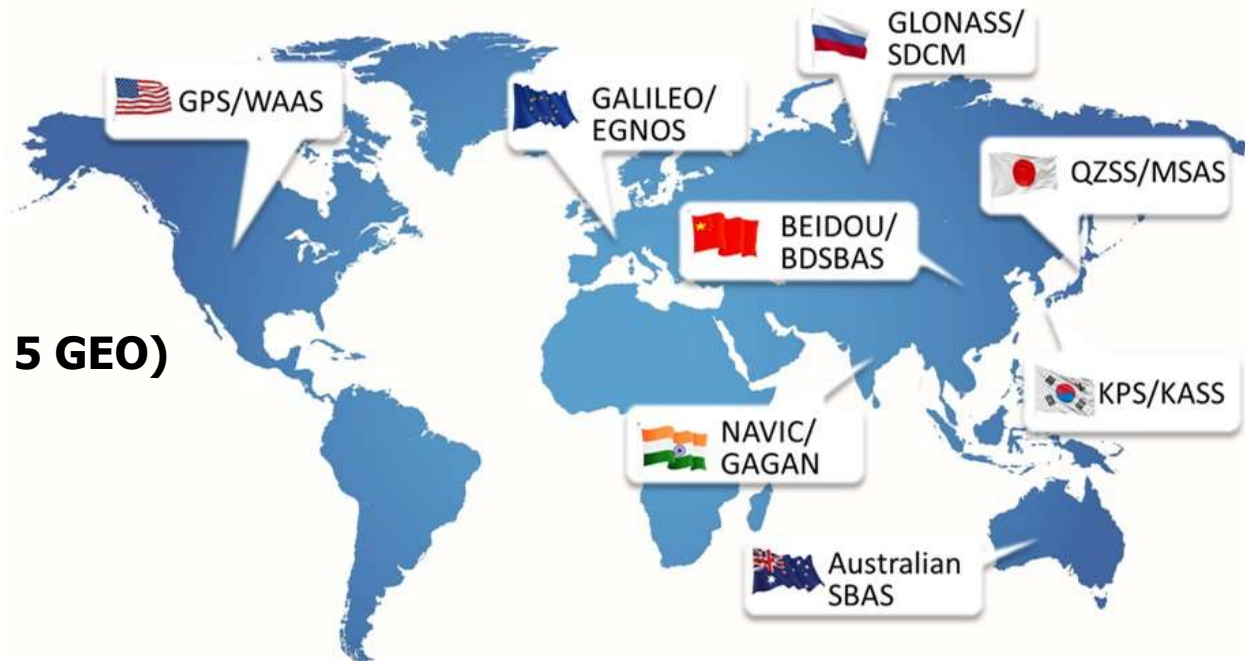 GLONASS/
SDCM
GPS/WAAS
GALILEO/
EGNOS
QZSS/MSAS
BEIDOU/
BDSBAS
5 GEO)
KPS/KASS
NAVIC/
GAGAN
Australian
SBAS